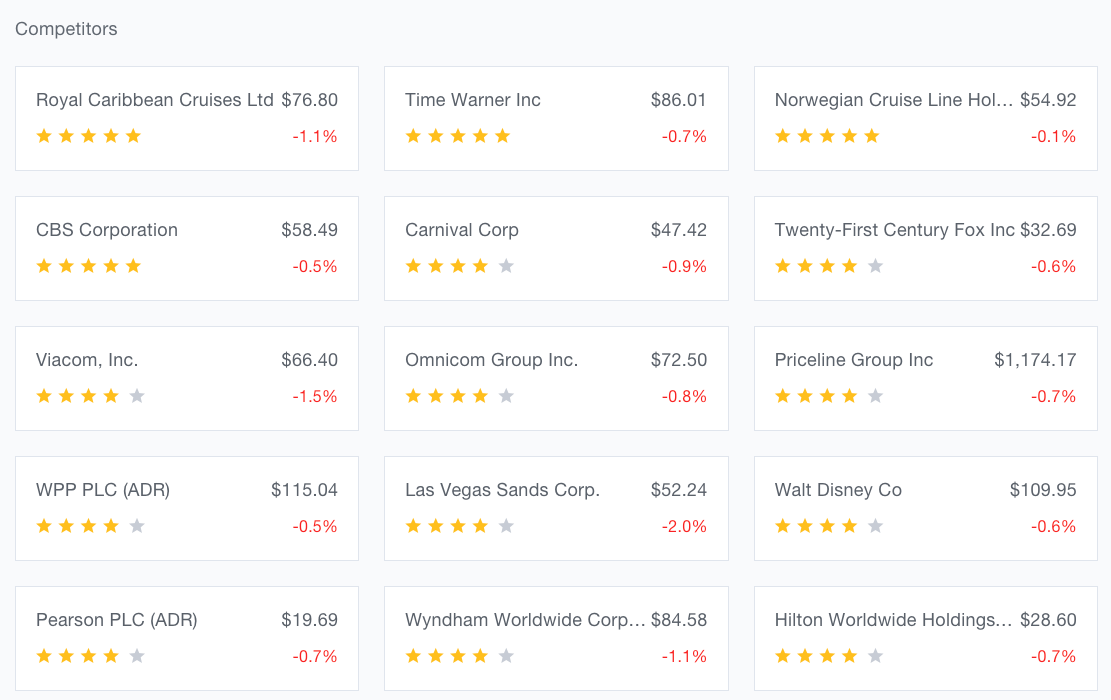 Competitors
Royal Caribbean Cruises Ltd $76.80
-1.1%
Time Warner Inc $86.01
-0.7%
Norwegian Cruise Line Hol... $54.92
-0.1%
CBS Corporation $58.49
-0.5%
Carnival Corp $47.42
-0.9%
Twenty-First Century Fox Inc $32.69
-0.6%
Viacom, Inc. $66.40
-1.5%
Omnicom Group Inc. $72.50
-0.8%
Priceline Group Inc $1,174.17
-0.7%
WPP PLC (ADR) $115.04
-0.5%
Las Vegas Sands Corp. $52.24
-2.0%
Walt Disney Co $109.95
-0.6%
Pearson PLC (ADR) $19.69
-0.7%
Wyndham Worldwide Corp... $84.58
-1.1%
Hilton Worldwide Holdings... $28.60
-0.7%